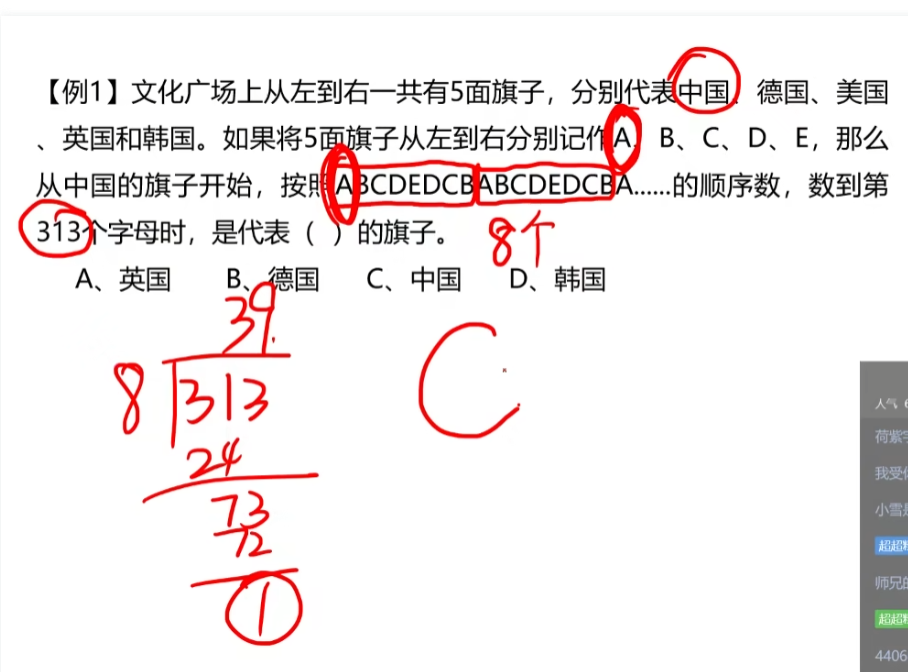 【例1】文化广场上从左到右一共有5面旗子，分别代表中国、德国、美国
、英国和韩国。如果将5面旗子从左到右分别记作A、B、C、D、E，那么
从中国的旗子开始，按照ABCDEDCBABCDEDCBA……的顺序数，数到第
313个字母时，是代表（ ）的旗子。
8个
A、英国 B、德国 C、中国 D、韩国
39
8 313
24
73
72
1
C
人气
荷紫
我受
小雪
超超
师兄
超超
4406